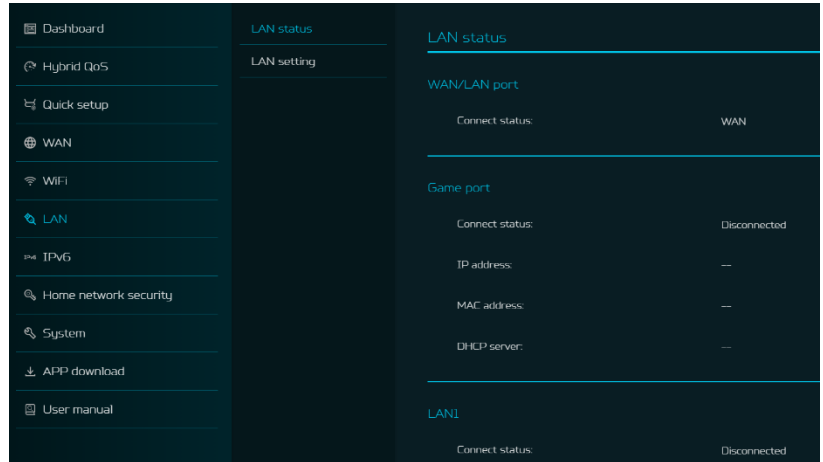 Dashboard
Hybrid QoS
Quick setup
WAN
WiFi
LAN
IPv6 IPv6
Home network security
System
APP download
User manual
LAN status
LAN setting
LAN status
WAN/LAN port
Connect status: WAN
Game port
Connect status: Disconnected
IP address: —
MAC address: —
DHCP server: —
LAN1
Connect status: Disconnected